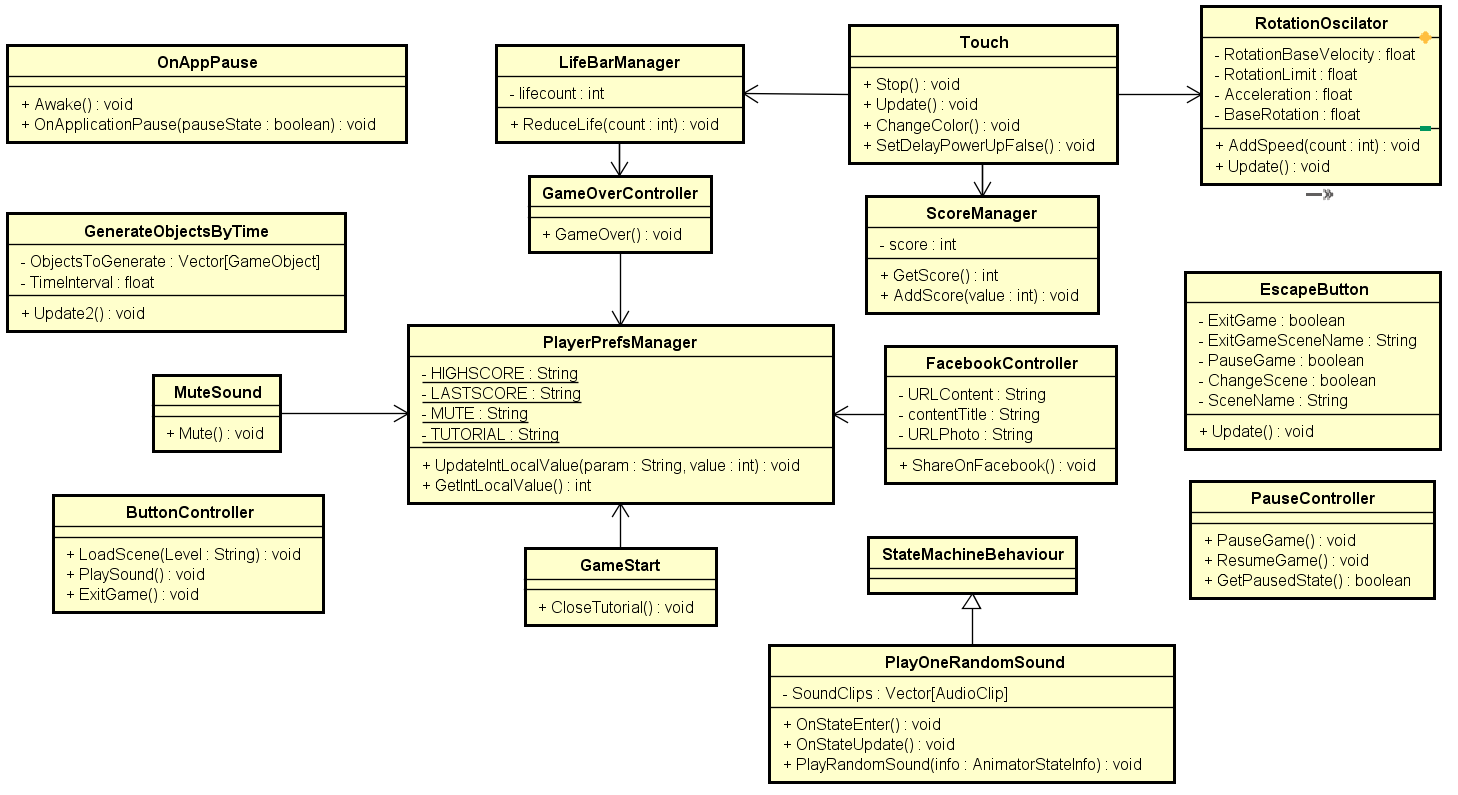 OnAppPause
+ Awake() : void
+ OnApplicationPause(pauseState : boolean) : void
LifeBarManager
- lifecount : int
+ ReduceLife(count : int) : void
Touch
+ Stop() : void
+ Update() : void
+ ChangeColor() : void
+ SetDelayPowerUpFalse() : void
RotationOscilator
- RotationBaseVelocity : float
- RotationLimit : float
- Acceleration : float
- BaseRotation : float
+ AddSpeed(count : int) : void
+ Update() : void
GameOverController
+ GameOver() : void
ScoreManager
- score : int
+ GetScore() : int
+ AddScore(value : int) : void
GenerateObjectsByTime
- ObjectsToGenerate : Vector[GameObject]
- TimeInterval : float
+ Update2() : void
EscapeButton
- ExitGame : boolean
- ExitGameSceneName : String
- PauseGame : boolean
- ChangeScene : boolean
- SceneName : String
+ Update() : void
PlayerPrefsManager
- HIGHSCORE : String
- LASTSCORE : String
- MUTE : String
- TUTORIAL : String
+ UpdateIntLocalValue(param : String, value : int) : void
+ GetIntLocalValue() : int
FacebookController
- URLContent : String
- contentTitle : String
- URLPhoto : String
+ ShareOnFacebook() : void
MuteSound
+ Mute() : void
ButtonController
+ LoadScene(Level : String) : void
+ PlaySound() : void
+ ExitGame() : void
GameStart
+ CloseTutorial() : void
StateMachineBehaviour
PauseController
+ PauseGame() : void
+ ResumeGame() : void
+ GetPausedState() : boolean
PlayOneRandomSound
- SoundClips : Vector[AudioClip]
+ OnStateEnter() : void
+ OnStateUpdate() : void
+ PlayRandomSound(info : AnimatorStateInfo) : void